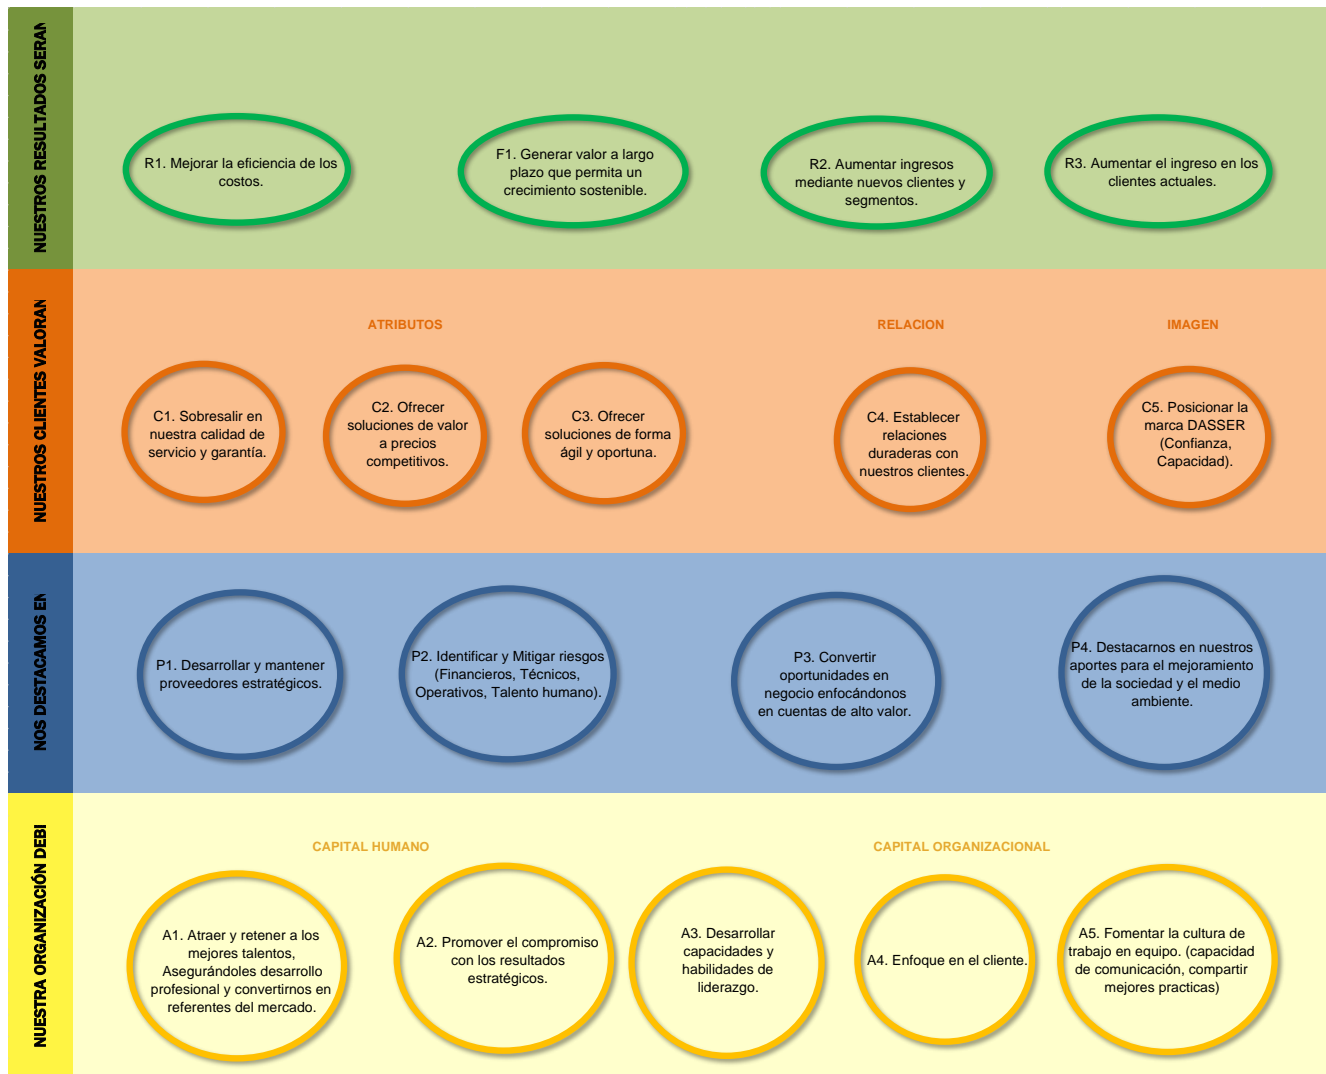 NUESTROS RESULTADOS SERAN
R1. Mejorar la eficiencia de los
costos.
F1. Generar valor a largo
plazo que permita un
crecimiento sostenible.
R2. Aumentar ingresos
mediante nuevos clientes y
segmentos.
R3. Aumentar el ingreso en los
clientes actuales.
NUESTROS CLIENTES VALORAN
ATRIBUTOS
RELACION
IMAGEN
C1. Sobresalir en
nuestra calidad de
servicio y garantía.
C2. Ofrecer
soluciones de valor
a precios
competitivos.
C3. Ofrecer
soluciones de forma
ágil y oportuna.
C4. Establecer
relaciones
duraderas con
nuestros clientes.
C5. Posicionar la
marca DASSER
(Confianza,
Capacidad).
NOS DESTACAMOS EN
P1. Desarrollar y mantener
proveedores estratégicos.
P2. Identificar y Mitigar riesgos
(Financieros, Técnicos,
Operativos, Talento humano).
P3. Convertir
oportunidades en
negocio enfocándonos
en cuentas de alto valor.
P4. Destacarnos en nuestros
aportes para el mejoramiento
de la sociedad y el medio
ambiente.
NUESTRA ORGANIZACIÓN DEBI
CAPITAL HUMANO
CAPITAL ORGANIZACIONAL
A1. Atraer y retener a los
mejores talentos,
Asegurándoles desarrollo
profesional y convertirnos en
referentes del mercado.
A2. Promover el compromiso
con los resultados
estratégicos.
A3. Desarrollar
capacidades y
habilidades de
liderazgo.
A4. Enfoque en el cliente.
A5. Fomentar la cultura de
trabajo en equipo. (capacidad
de comunicación, compartir
mejores practicas)